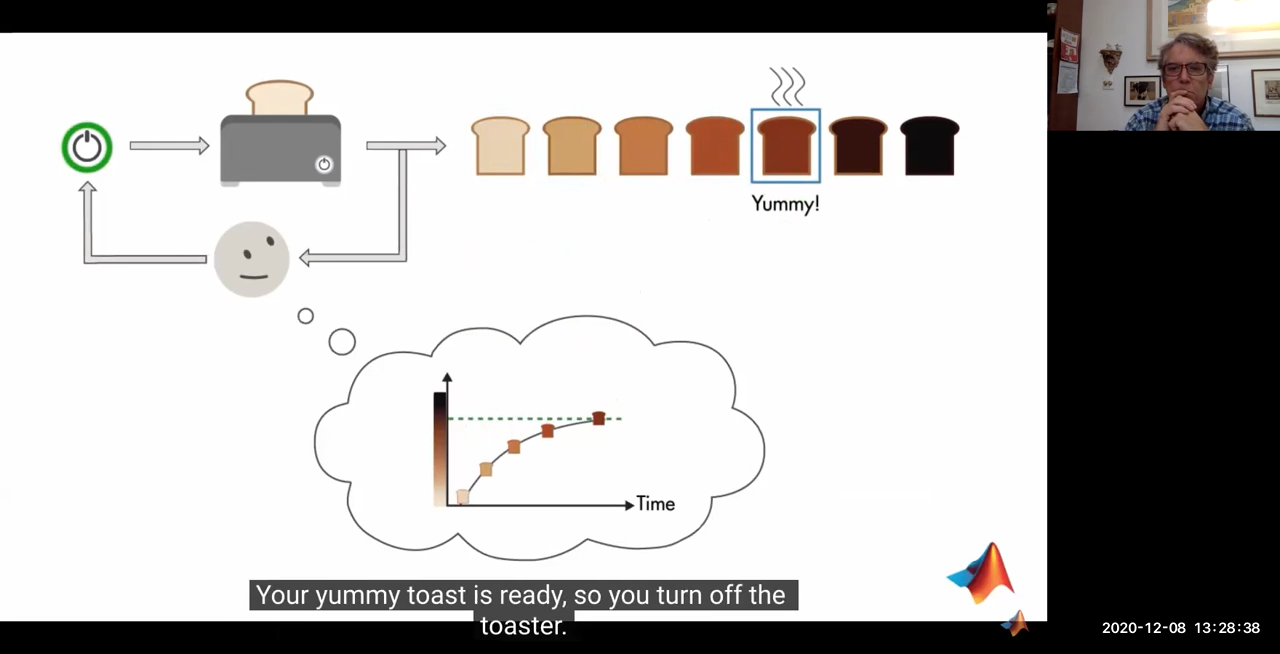 Yummy!
Time
Your yummy toast is ready, so you turn off the
toaster.
2020-12-08 13:28:38